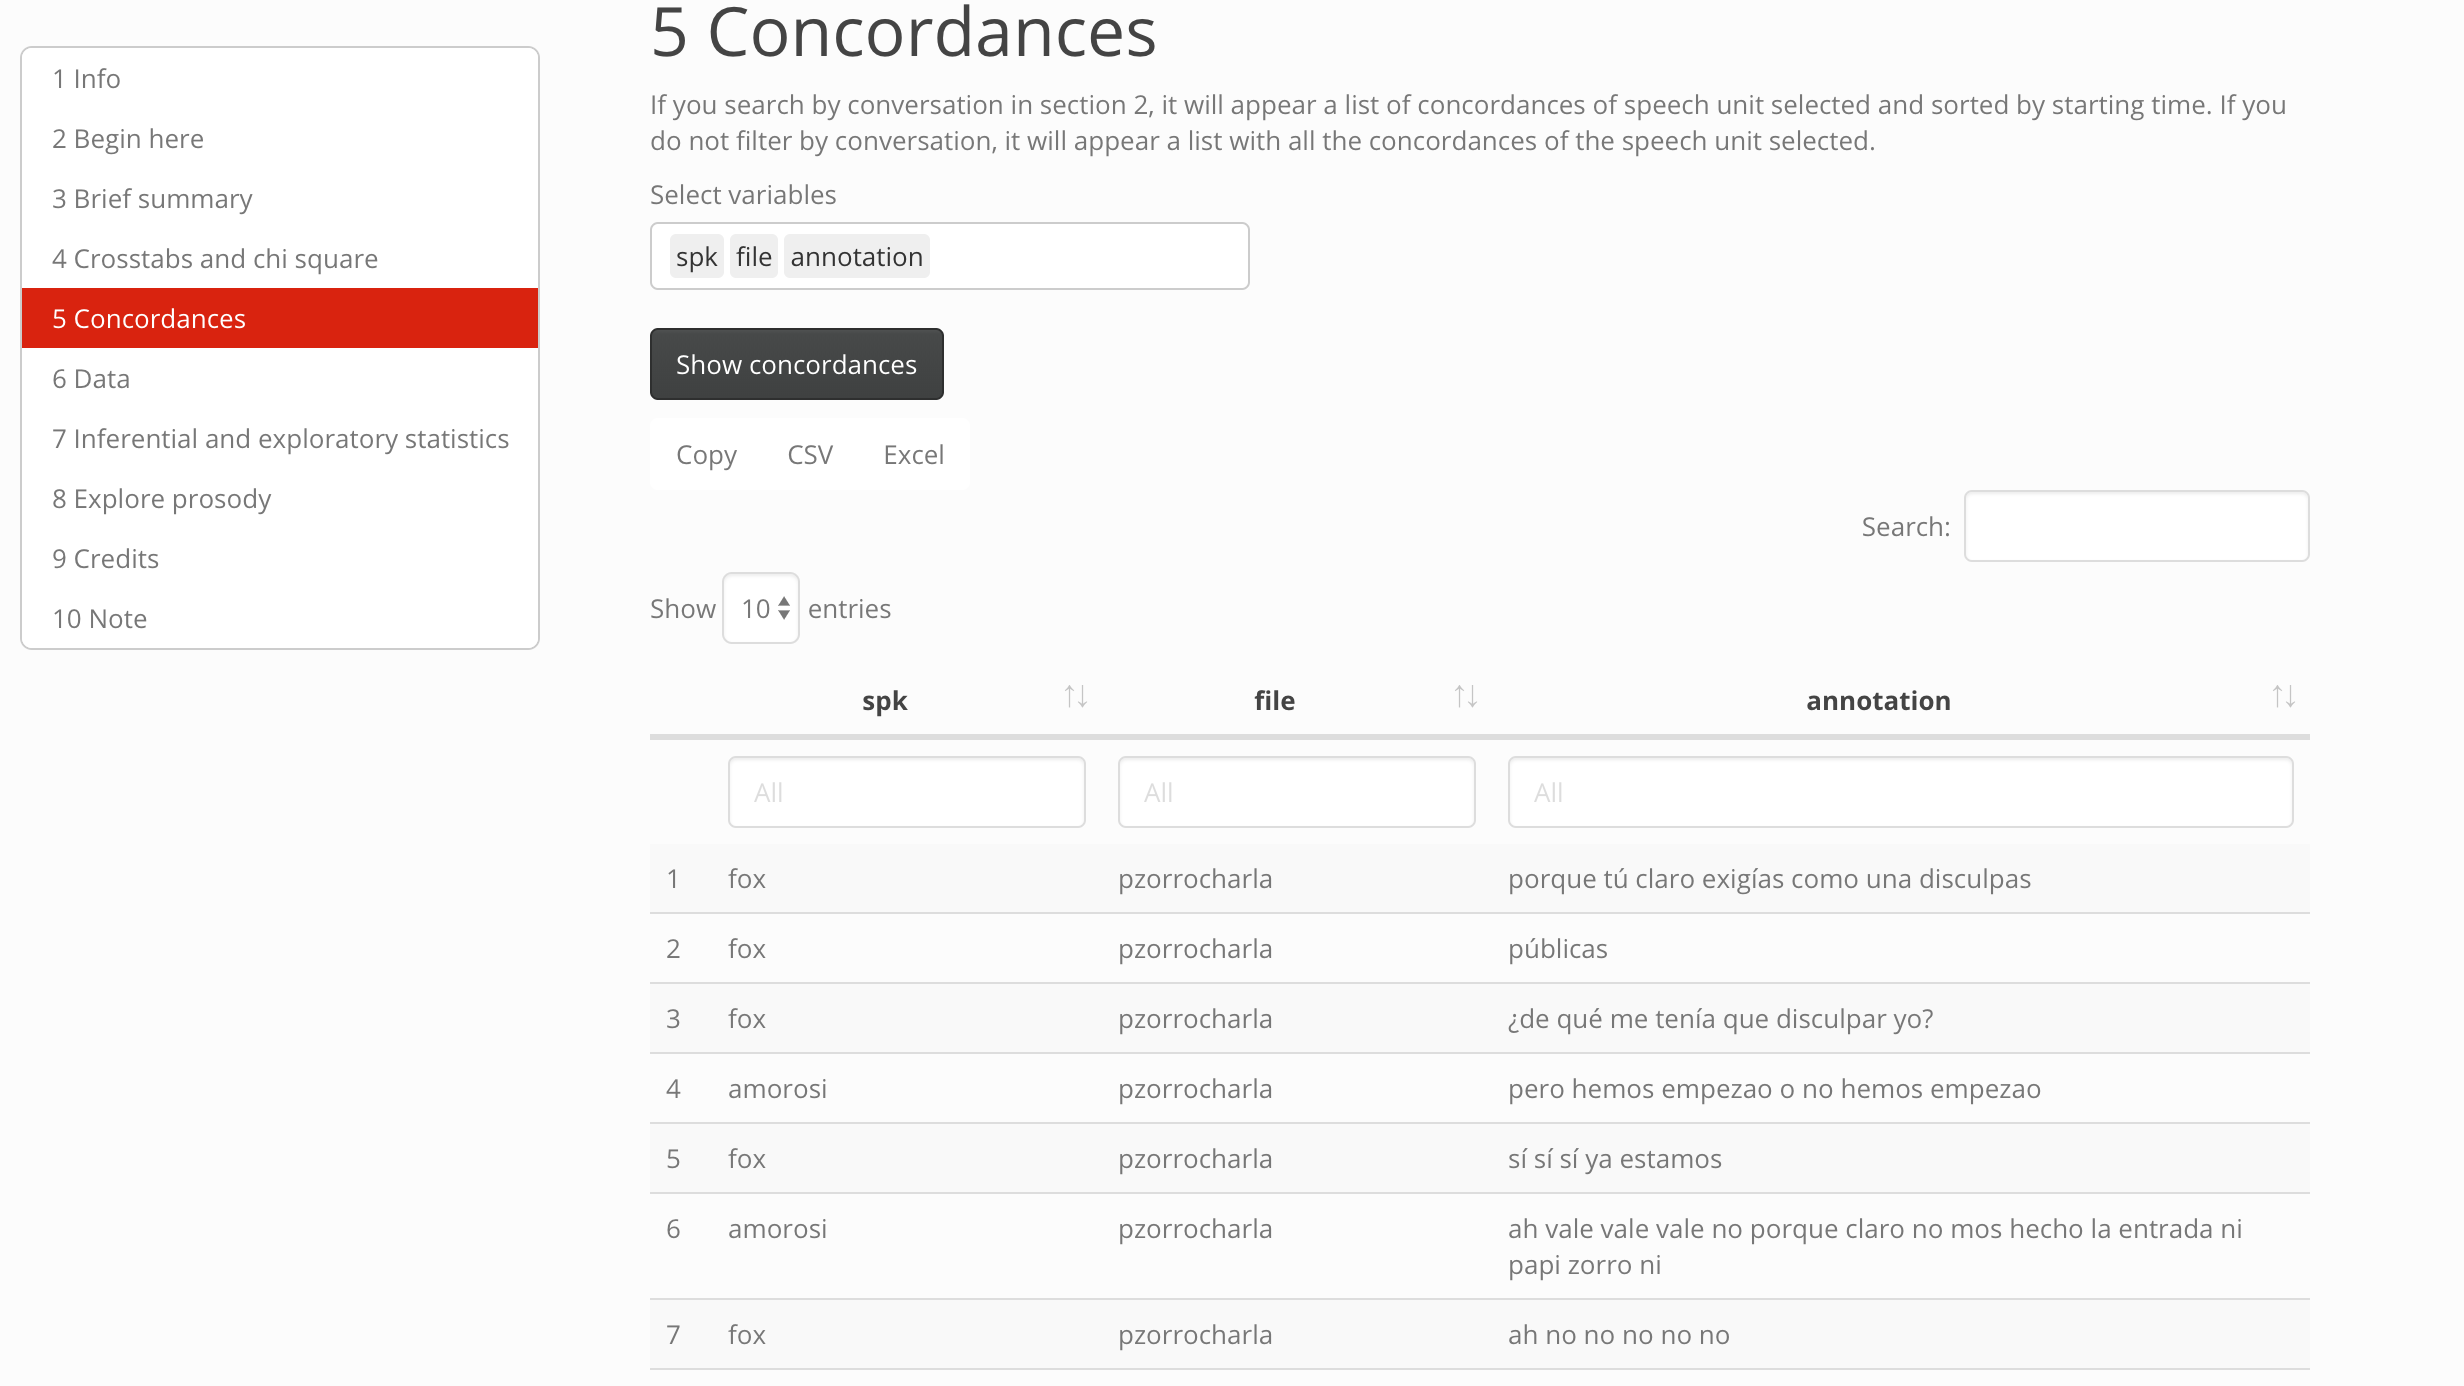 5 Concordances
1 Info
2 Begin here
3 Brief summary
4 Crosstabs and chi square
5 Concordances
6 Data
7 Inferential and exploratory statistics
8 Explore prosody
9 Credits
10 Note
If you search by conversation in section 2, it will appear a list of concordances of speech unit selected and sorted by starting time. If you
do not filter by conversation, it will appear a list with all the concordances of the speech unit selected.
Select variables
spk file annotation
Show concordances
Copy CSV Excel
Search:
Show 10 entries
spk file annotation
All All All
1 fox pzorrocharla porque tú claro exigías como una disculpas
2 fox pzorrocharla públicas
3 fox pzorrocharla ¿de qué me tenía que disculpar yo?
4 amorosi pzorrocharla pero hemos empezao o no hemos empezao
5 fox pzorrocharla sí sí sí ya estamos
6 amorosi pzorrocharla ah vale vale vale no porque claro no mos hecho la entrada ni
papi zorro ni
7 fox pzorrocharla ah no no no no no